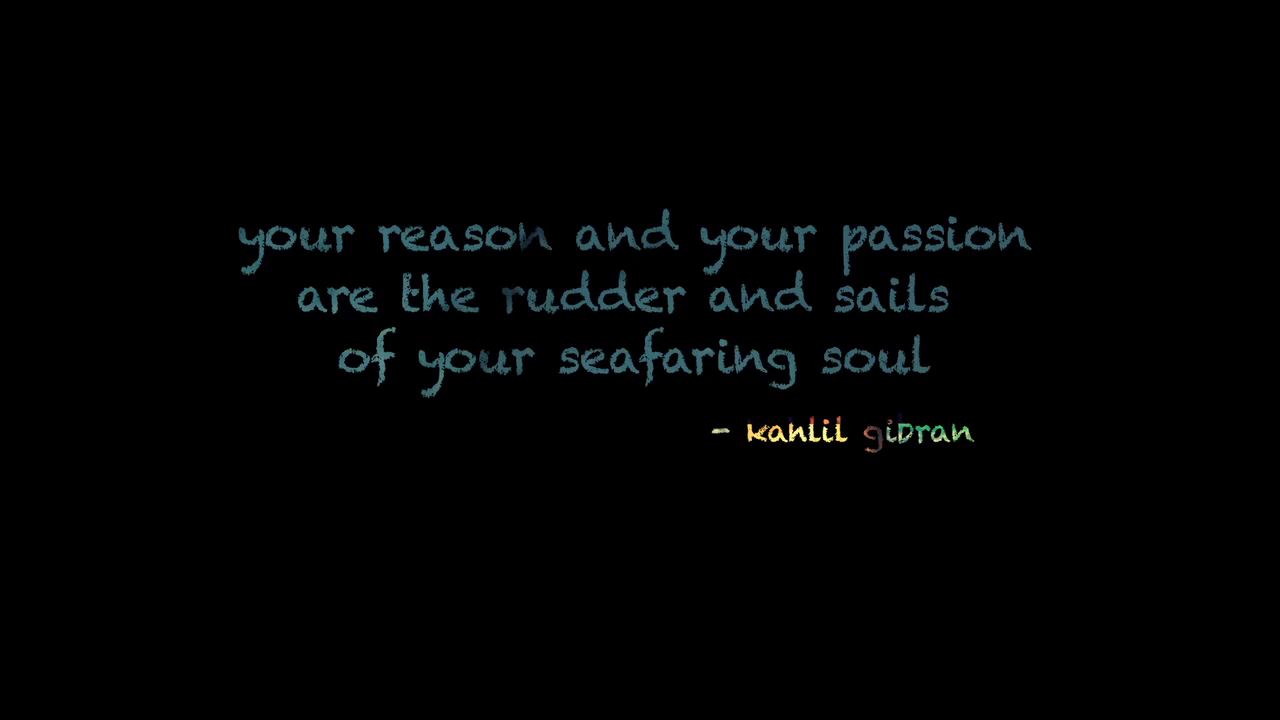 your reason and your passion
are the rudder and sails
of your seafaring soul
- kahlil gibran